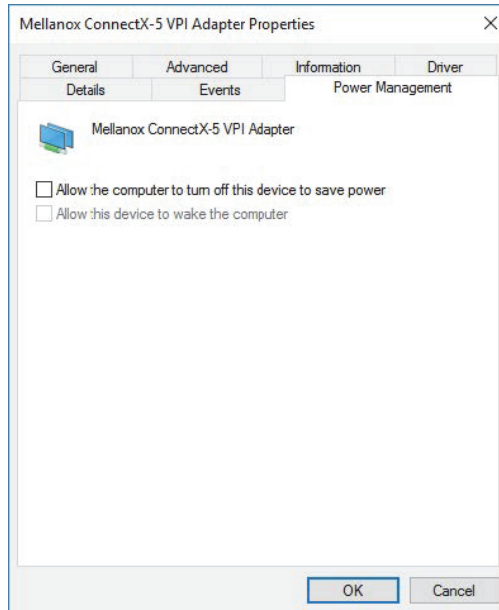 Mellanox ConnectX-5 VPI Adapter Properties
General Advanced Information Driver
Details Events Power Management
Mellanox ConnectX-5 VPI Adapter
Allow the computer to turn off this device to save power
Allow this device to wake the computer
OK Cancel